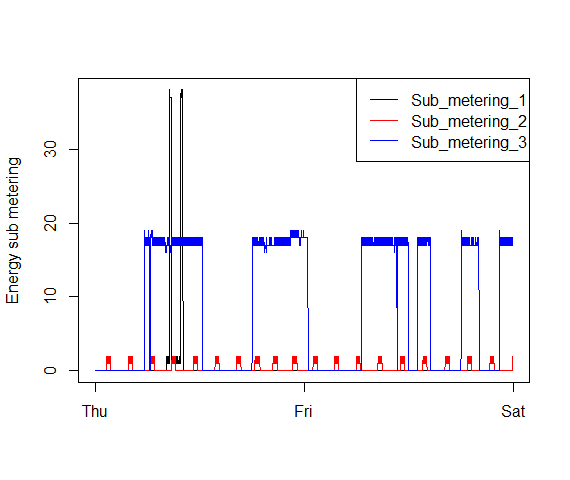 Sub_metering_1
Sub_metering_2
Sub_metering_3
Energy sub metering
30
20
10
0
Thu
Fri
Sat